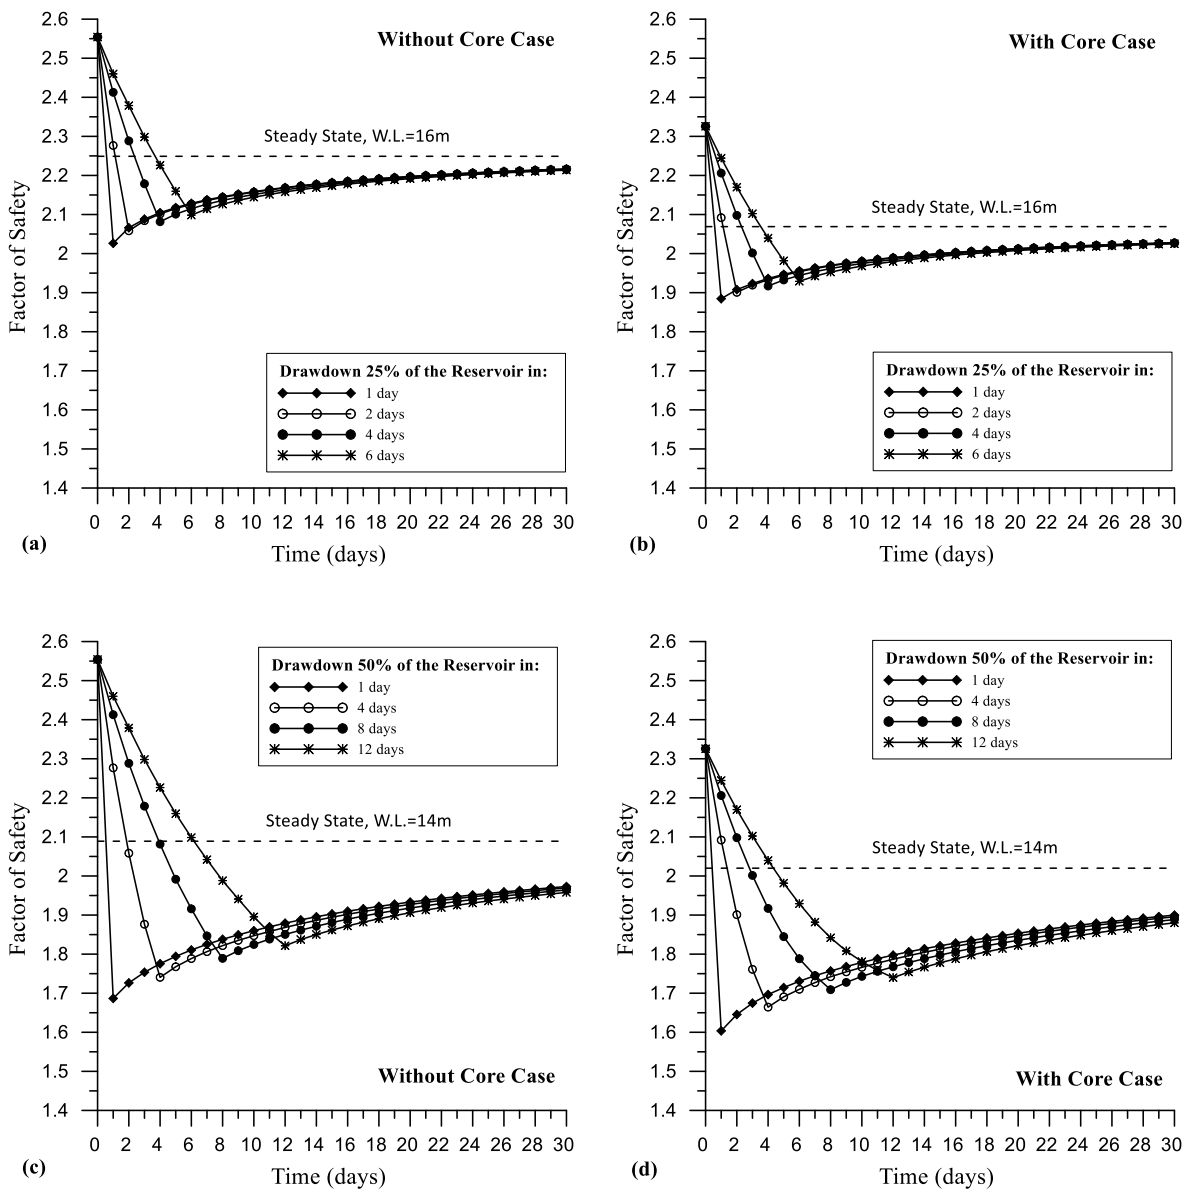 Without Core Case
2.6
2.5
2.4
2.3
2.2
2.1
2
1.9
1.8
1.7
1.6
1.5
1.4
Factor of Safety
Steady State, W.L.=16m
Drawdown 25% of the Reservoir in:
1 day
2 days
4 days
6 days
0 2 4 6 8 10 12 14 16 18 20 22 24 26 28 30
(a)
Time (days)
With Core Case
2.6
2.5
2.4
2.3
2.2
2.1
2
1.9
1.8
1.7
1.6
1.5
1.4
Factor of Safety
Steady State, W.L.=16m
Drawdown 25% of the Reservoir in:
1 day
2 days
4 days
6 days
0 2 4 6 8 10 12 14 16 18 20 22 24 26 28 30
(b)
Time (days)
2.6
2.5
2.4
2.3
2.2
2.1
2
1.9
1.8
1.7
1.6
1.5
1.4
Factor of Safety
Drawdown 50% of the Reservoir in:
1 day
4 days
8 days
12 days
Steady State, W.L.=14m
Without Core Case
0 2 4 6 8 10 12 14 16 18 20 22 24 26 28 30
(c)
Time (days)
2.6
2.5
2.4
2.3
2.2
2.1
2
1.9
1.8
1.7
1.6
1.5
1.4
Factor of Safety
Drawdown 50% of the Reservoir in:
1 day
4 days
8 days
12 days
Steady State, W.L.=14m
With Core Case
0 2 4 6 8 10 12 14 16 18 20 22 24 26 28 30
(d)
Time (days)